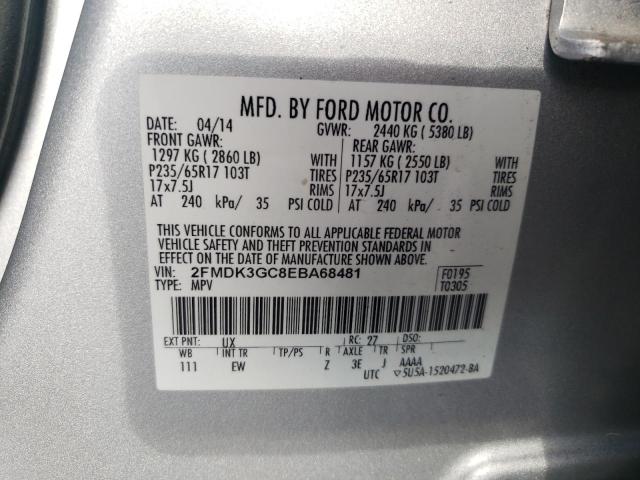 MFD. BY FORD MOTOR CO.
DATE: 04/14 GVWR: 2440 KG ( 5380 LB)
FRONT GAWR: REAR GAWR:
1297 KG ( 2860 LB) WITH 1157 KG ( 2550 LB) WITH
P235/65R17 103T TIRES P235/65R17 103T TIRES
17x7.5J RIMS 17x7.5J RIMS
AT 240 kPa/ 35 PSI COLD AT 240 kPa/ 35 PSI COLD
THIS VEHICLE CONFORMS TO ALL APPLICABLE FEDERAL MOTOR
VEHICLE SAFETY AND THEFT PREVENTION STANDARDS IN
EFFECT ON THE DATE OF MANUFACTURE SHOWN ABOVE.
VIN: 2FMDK3GC8EBA68481 F0195
TYPE: MPV T0305
EXT PNT: UX RC: 27 DSO:
WB INT TR TP/PS R AXLE TR SPR
111 EW Z 3E J AAAA
UTC ▽5U5A-1520472-BA